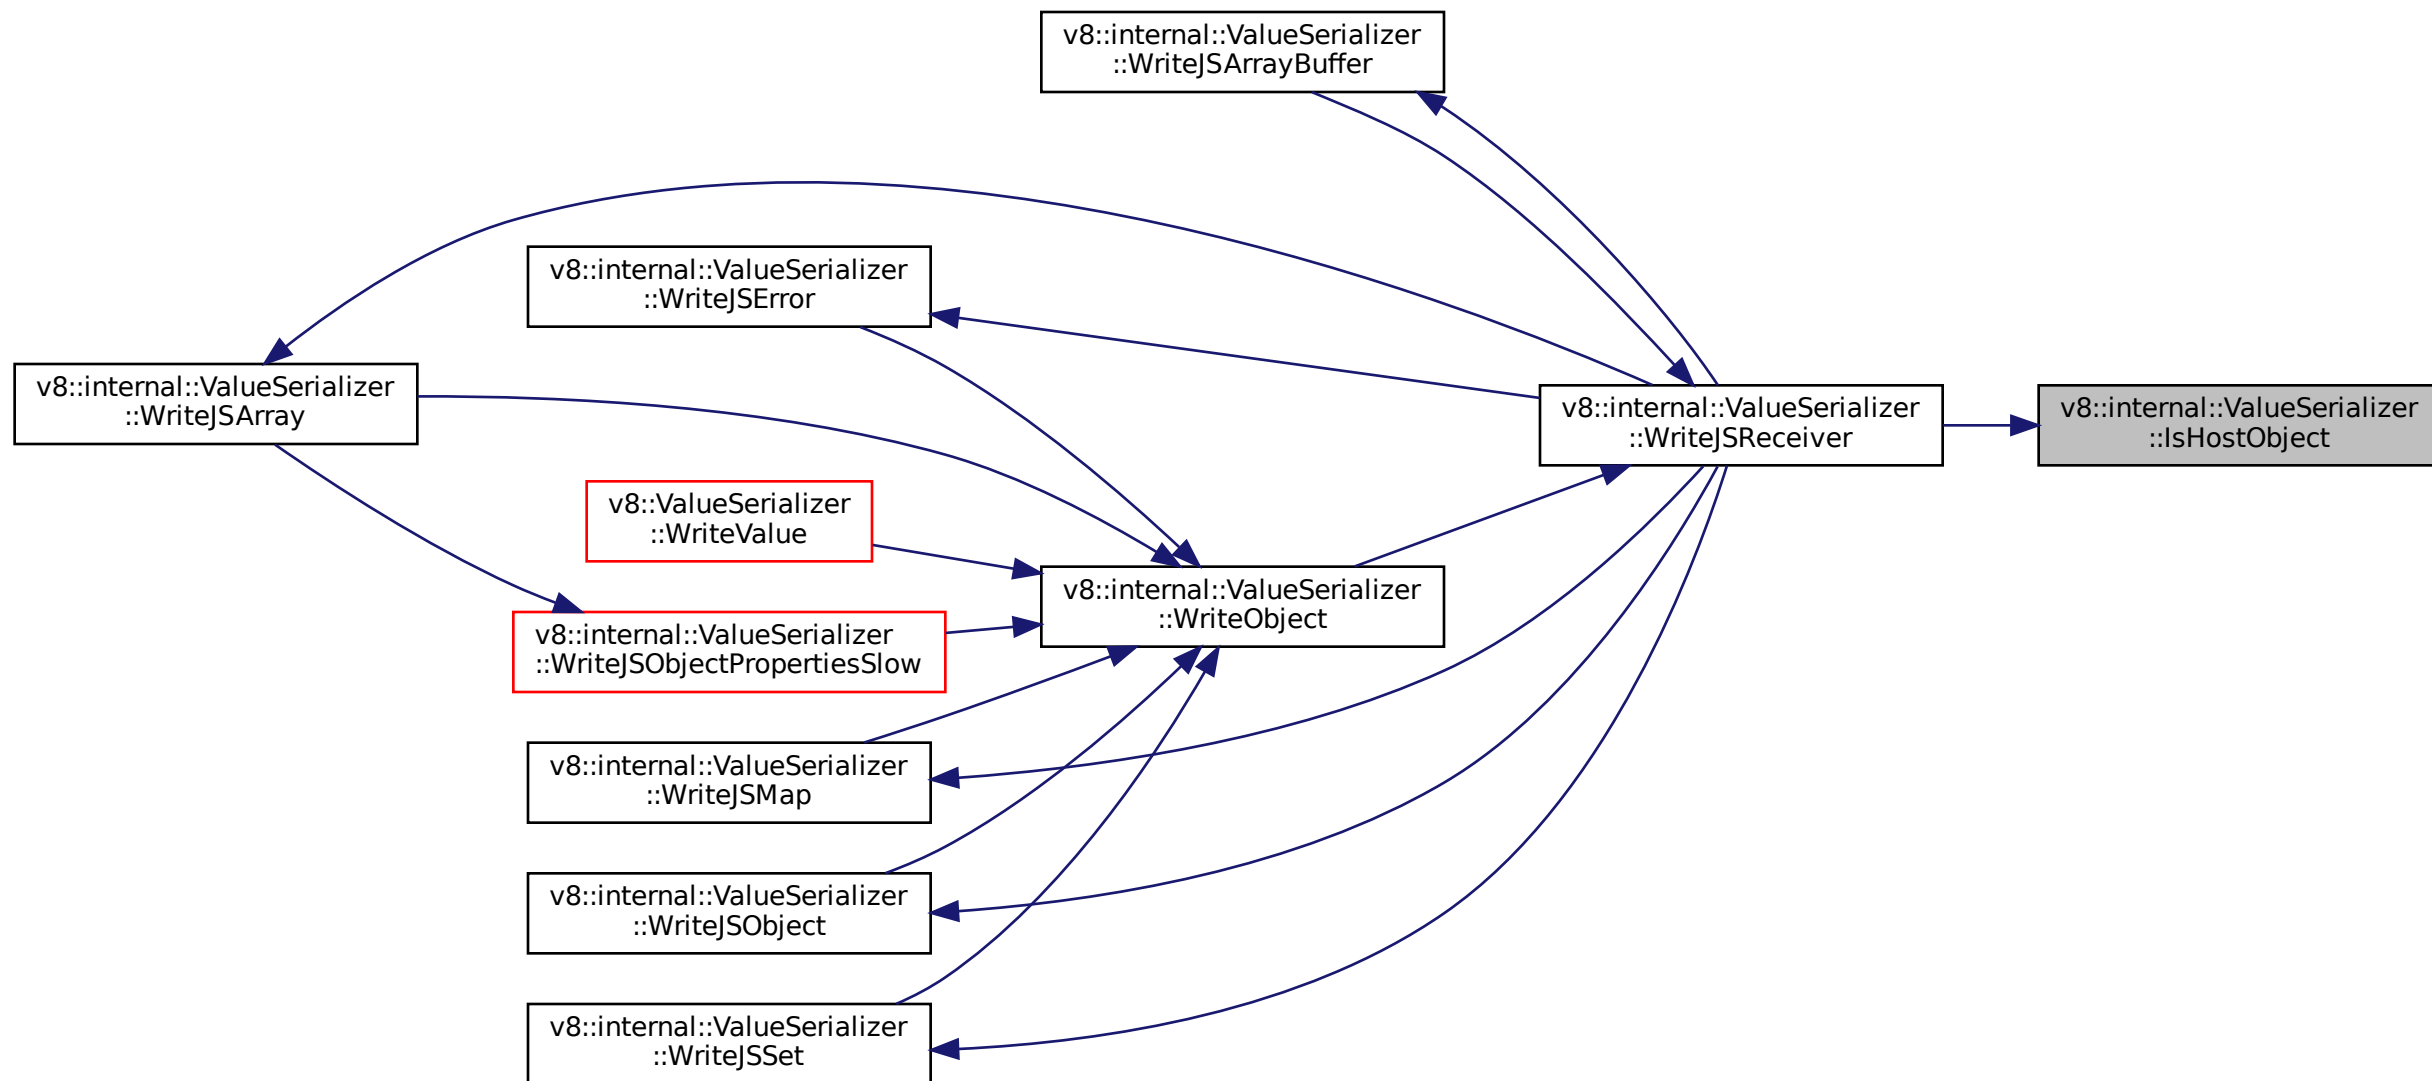 v8::internal::ValueSerializer
::WriteJSArrayBuffer
v8::internal::ValueSerializer
::WriteJSError
v8::internal::ValueSerializer
::WriteJSArray
v8::internal::ValueSerializer
::WriteJSReceiver
v8::internal::ValueSerializer
::IsHostObject
v8::ValueSerializer
::WriteValue
v8::internal::ValueSerializer
::WriteObject
v8::internal::ValueSerializer
::WriteJSObjectPropertiesSlow
v8::internal::ValueSerializer
::WriteJSMap
v8::internal::ValueSerializer
::WriteJSObject
v8::internal::ValueSerializer
::WriteJSSet